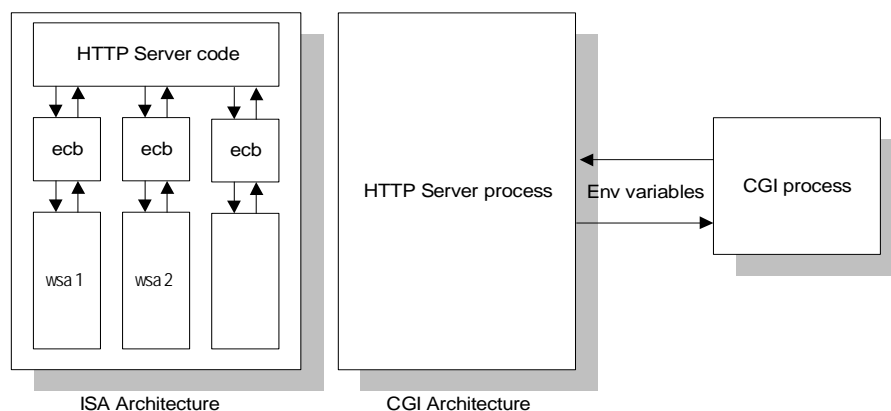 HTTP Server code
ecb
ecb
ecb
wsa 1
wsa 2
ISA Architecture
HTTP Server process
Env variables
CGI process
CGI Architecture